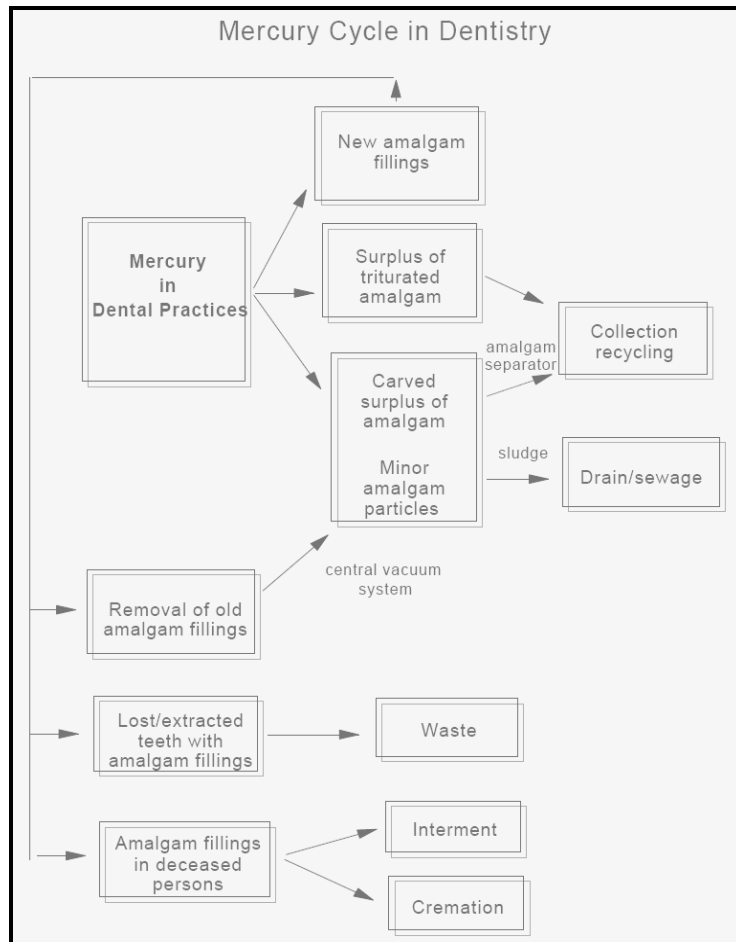 Mercury Cycle in Dentistry
New amalgam
fillings
Mercury
in
Dental Practices
Surplus of
triturated
amalgam
Collection
recycling
amalgam
separator
Carved
surplus of
amalgam
Minor
amalgam
particles
sludge
Drain/sewage
central vacuum
system
Removal of old
amalgam fillings
Lost/extracted
teeth with
amalgam fillings
Waste
Amalgam fillings
in deceased
persons
Interment
Cremation